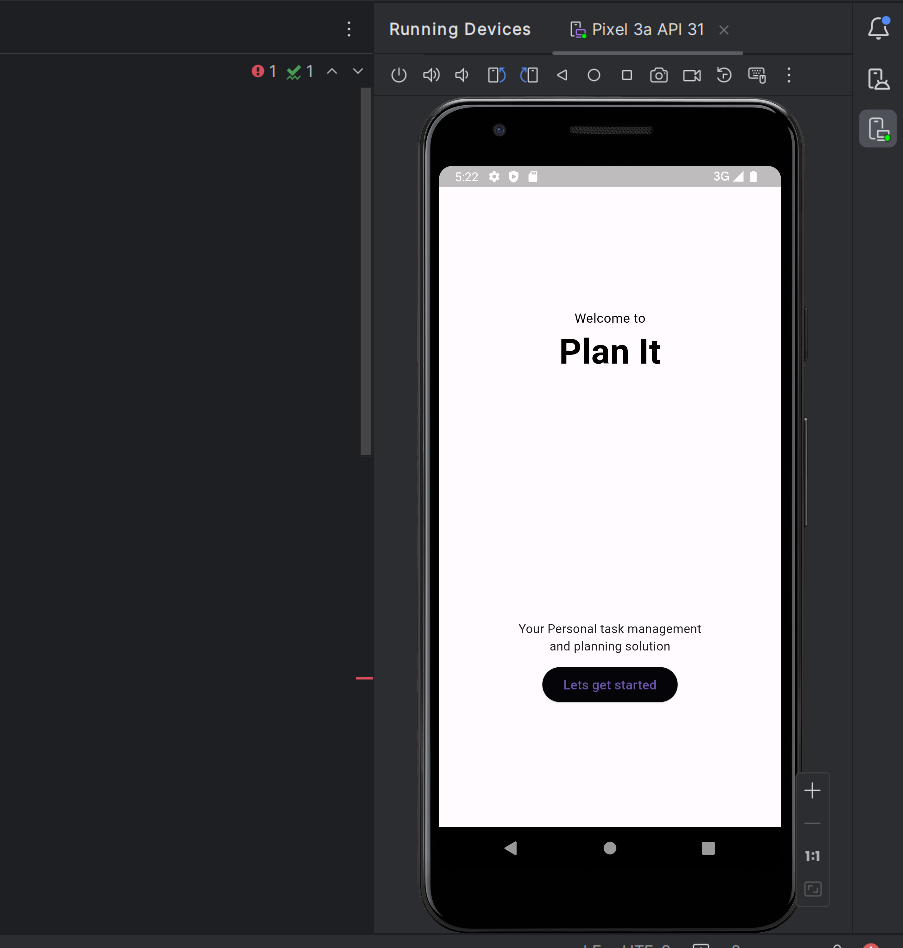 Running Devices
Pixel 3a API 31
1 1
5:22
3G
Welcome to
Plan It
Your Personal task management
and planning solution
Lets get started
1:1